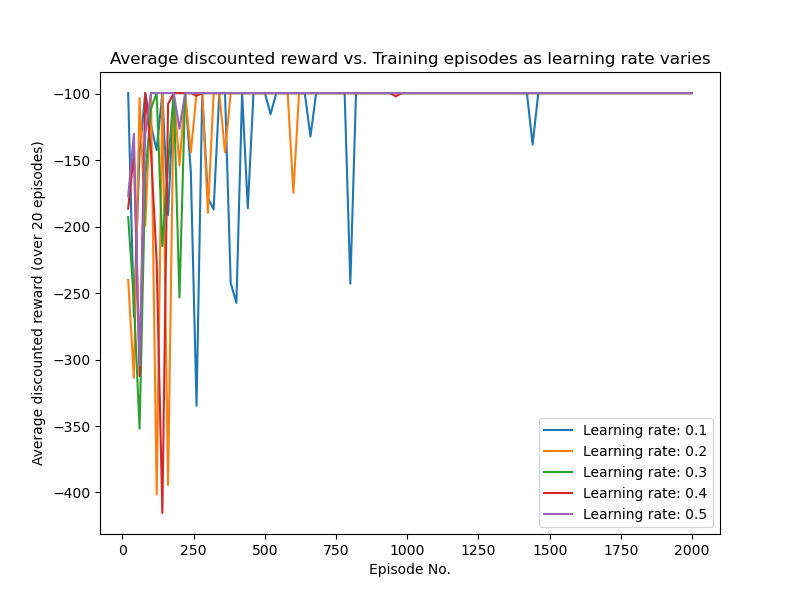 Average discounted reward vs. Training episodes as learning rate varies
−100
−150
−200
−250
−300
−350
−400
Average discounted reward (over 20 episodes)
Learning rate: 0.1
Learning rate: 0.2
Learning rate: 0.3
Learning rate: 0.4
Learning rate: 0.5
0 250 500 750 1000 1250 1500 1750 2000
Episode No.